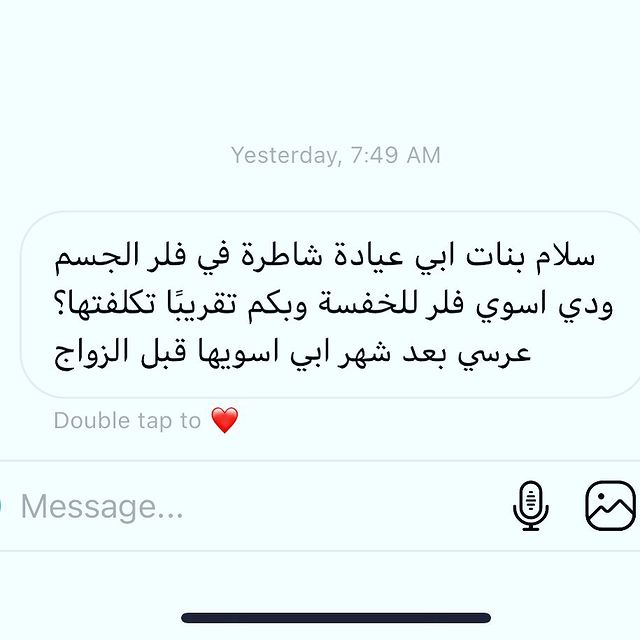 Yesterday, 7:49 AM
سلام بنات ابي عيادة شاطرة في فلر الجسم
ودي اسوي فلر للخفسة وبكم تقريبًا تكلفتها؟
عرسي بعد شهر ابي اسويها قبل الزواج
Double tap to ❤️
Message...